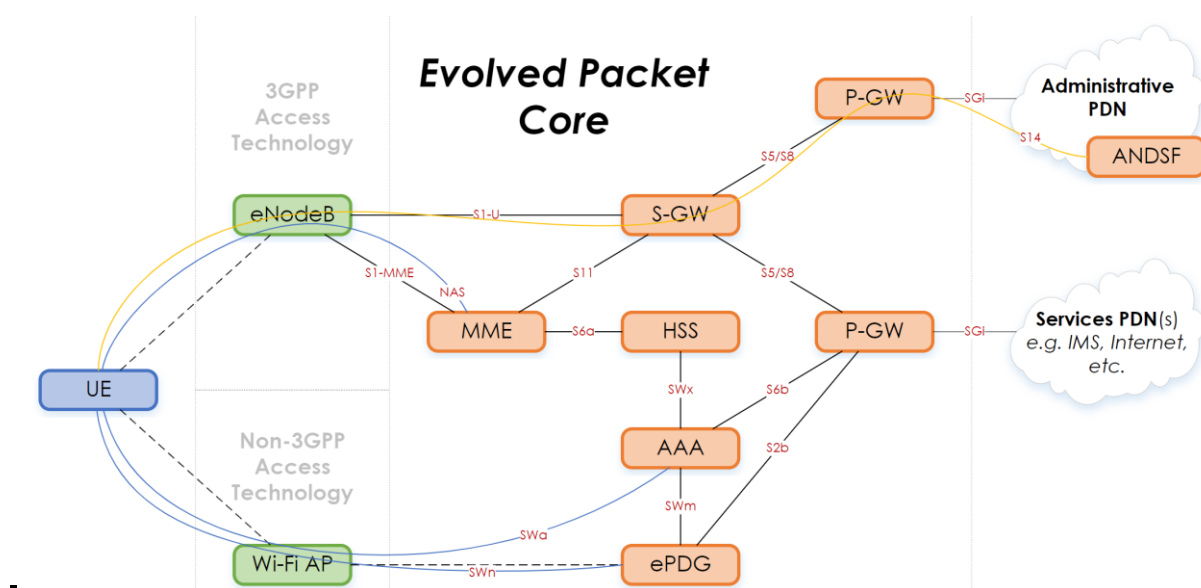 Evolved Packet
Core
3GPP
Access
Technology
P-GW
SGI
Administrative
PDN
S14
ANDSF
S5/S8
eNodeB
S1-U
S-GW
S1-MME
S11
S5/S8
NAS
MME
S6a
HSS
P-GW
SGI
Services PDN(s)
e.g. IMS, Internet,
etc.
UE
SWx
S6b
Non-3GPP
Access
Technology
AAA
S2b
SWm
SWa
Wi-Fi AP
SWn
ePDG